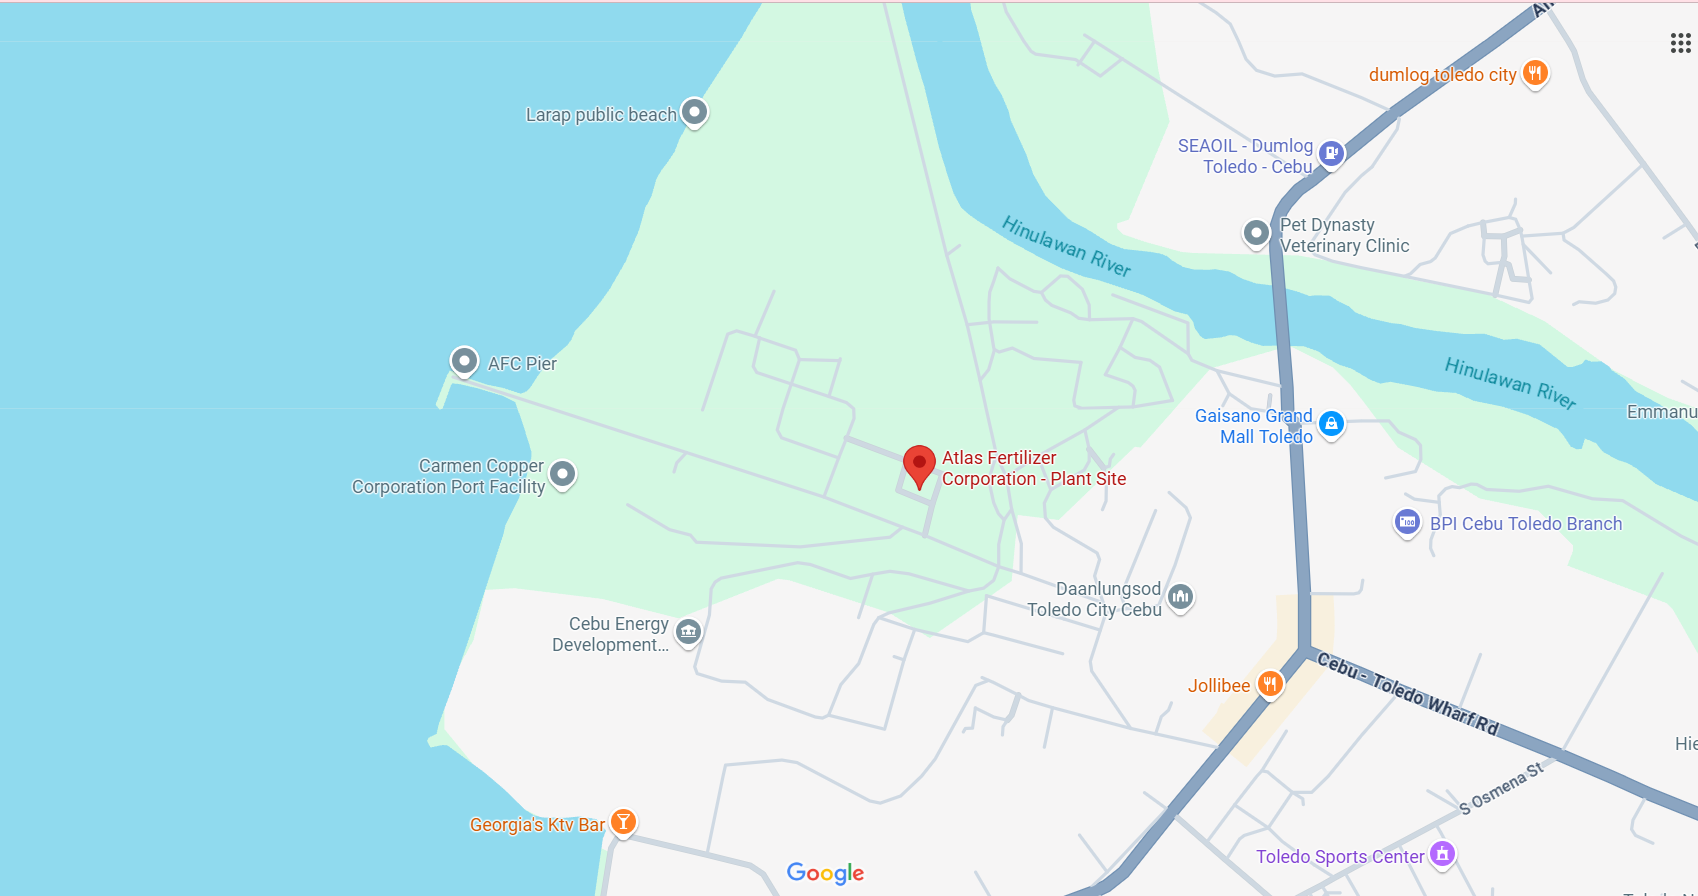 dumlog toledo city
Larap public beach
SEAOIL - Dumlog
Toledo - Cebu
Pet Dynasty
Veterinary Clinic
Hinulawan River
AFC Pier
Hinulawan River
Gaisano Grand
Mall Toledo
Emmanu
Carmen Copper
Corporation Port Facility
Atlas Fertilizer
Corporation - Plant Site
BPI Cebu Toledo Branch
Daanlungsod
Toledo City Cebu
Cebu Energy
Development...
Jollibee
Cebu - Toledo Wharf Rd
Hie
S Osmena St
Georgia's Ktv Bar
Toledo Sports Center
Google